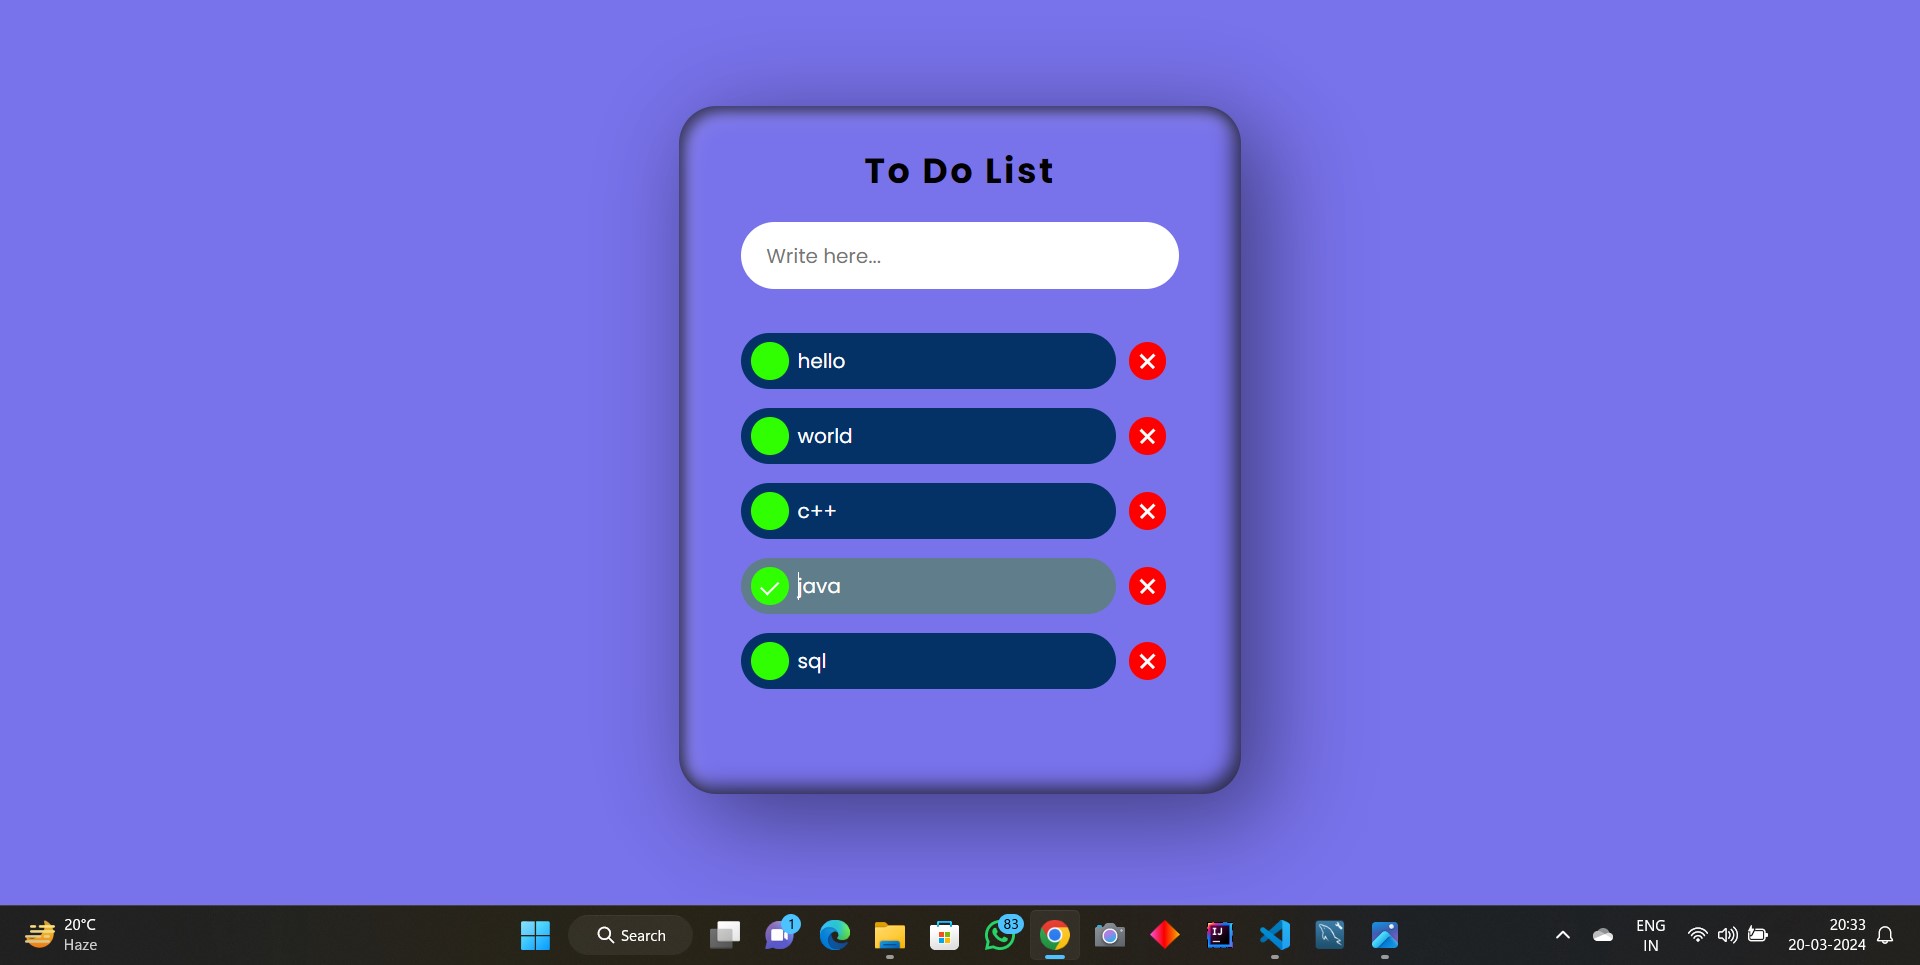 To Do List
Write here...
hello
world
c++
java
sql
20°C
Haze
Search
1
83
IJ
ENG
IN
20:33
20-03-2024